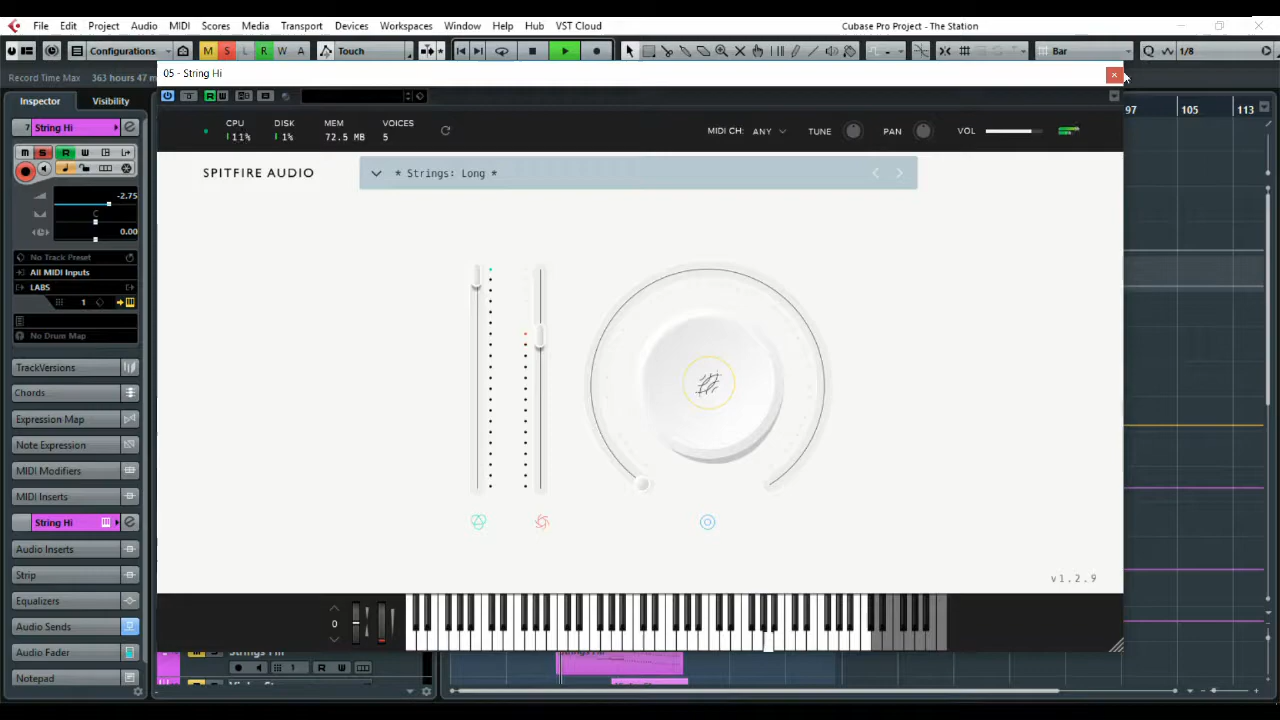 File Edit Project Audio MIDI Scores Media Transport Devices Workspaces Window Help Hub VST Cloud Cubase Pro Project - The Station
Configurations M S L R W A Touch Bar Q 1/8
Record Time Max 363 hours 47 m
05 - String Hi
Inspector Visibility
97 105 113
7 String Hi
CPU DISK MEM VOICES
11% 1% 72.5 MB 5
MIDI CH: ANY TUNE PAN VOL
M S R W
SPITFIRE AUDIO
* Strings: Long *
-2.75
C
0.00
No Track Preset
All MIDI Inputs
LABS
1
No Drum Map
TrackVersions
Chords
Expression Map
Note Expression
MIDI Modifiers
MIDI Inserts
String Hi
Audio Inserts
Strip
v1.2.9
Equalizers
Audio Sends
0
Audio Fader
1 R W
Notepad